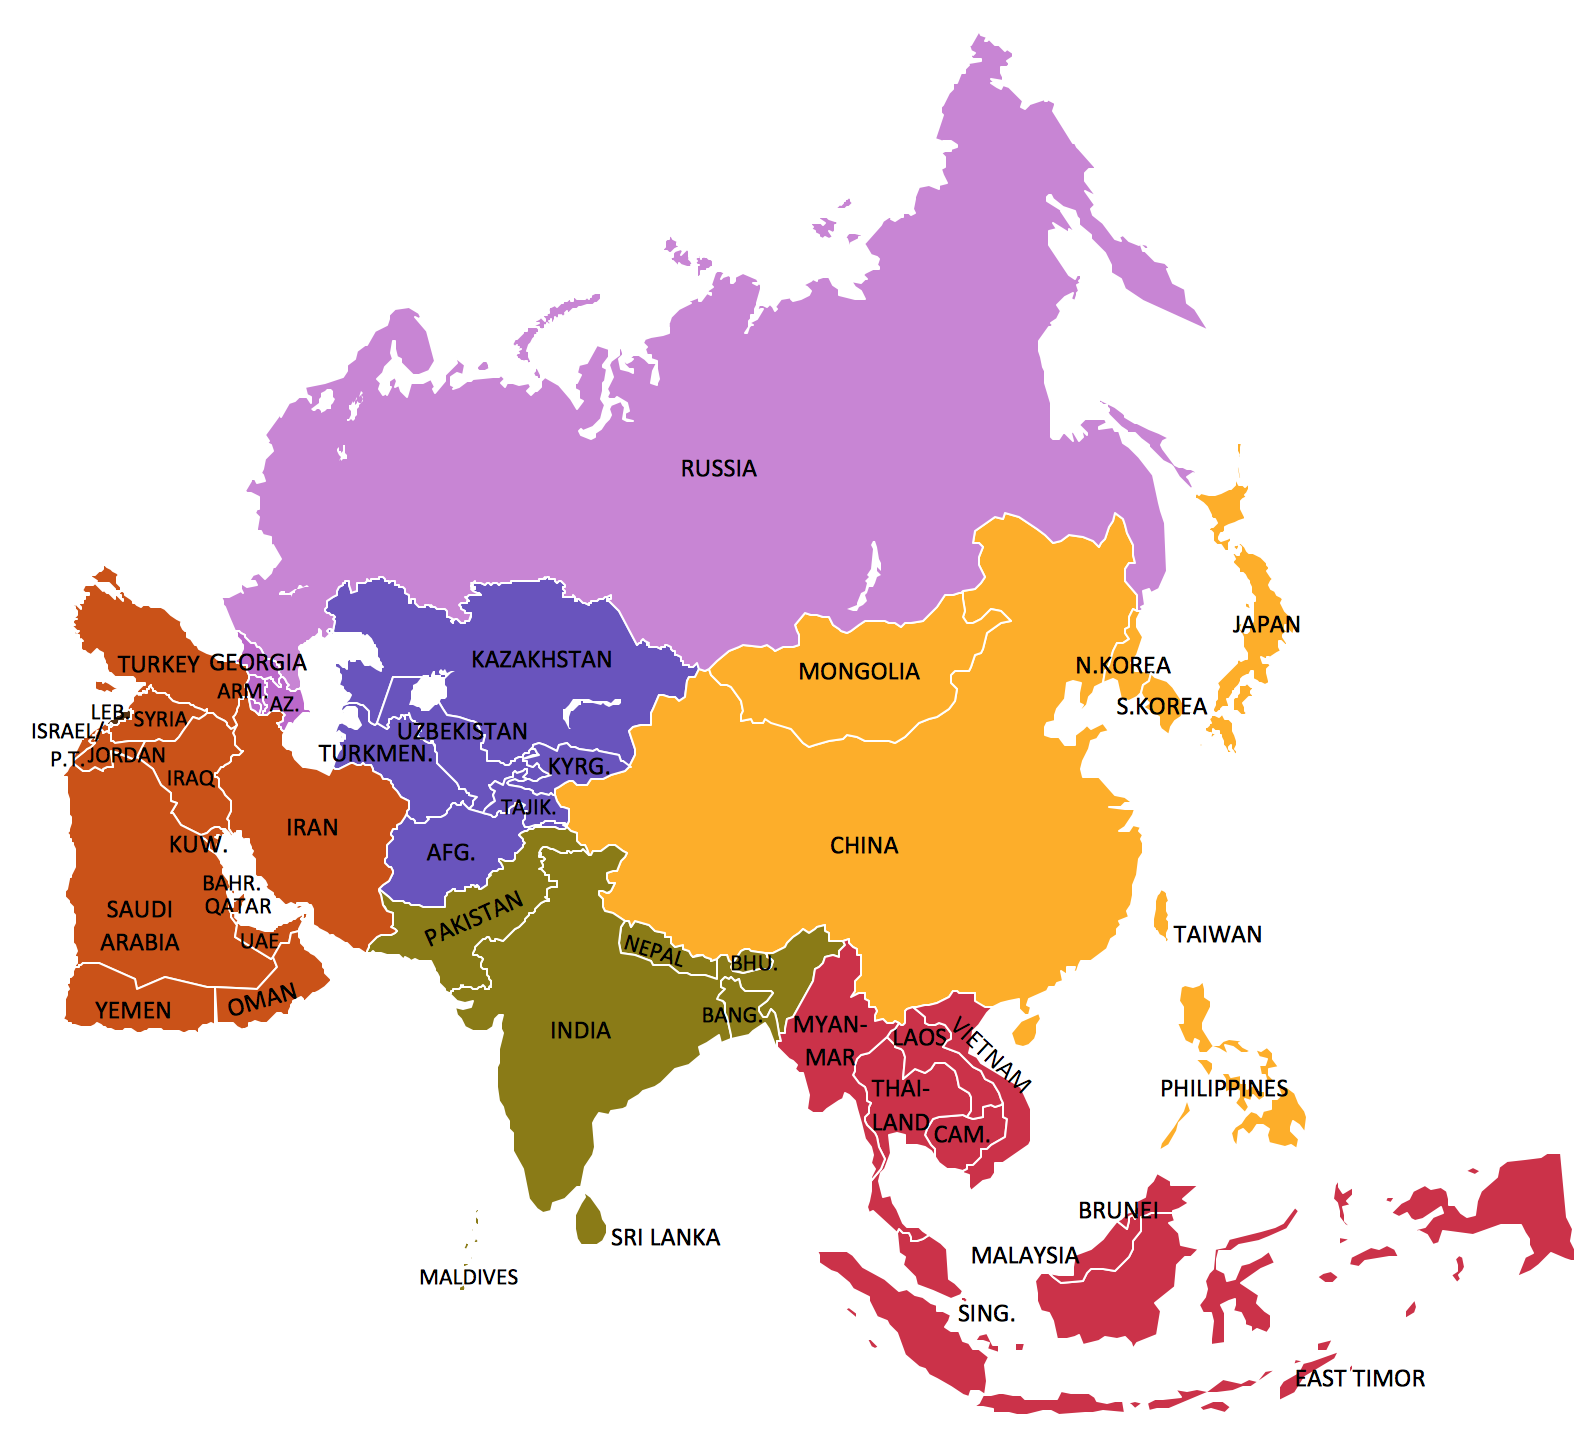 RUSSIA
JAPAN
TURKEY
GEORGIA
KAZAKHSTAN
MONGOLIA
N.KOREA
ARM.
AZ.
S.KOREA
LEB.
SYRIA
ISRAEL/
P.T.
UZBEKISTAN
TURKMEN.
JORDAN
IRAQ
KYRG.
TAJIK.
IRAN
KUW.
AFG.
CHINA
BAHR.
QATAR
SAUDI
ARABIA
UAE
PAKISTAN
TAIWAN
NEPAL
BHU.
YEMEN
OMAN
INDIA
BANG.
MYAN-
MAR
LAOS
VIETNAM
THAI-
LAND
CAM.
PHILIPPINES
BRUNEI
SRI LANKA
MALAYSIA
MALDIVES
SING.
EAST TIMOR